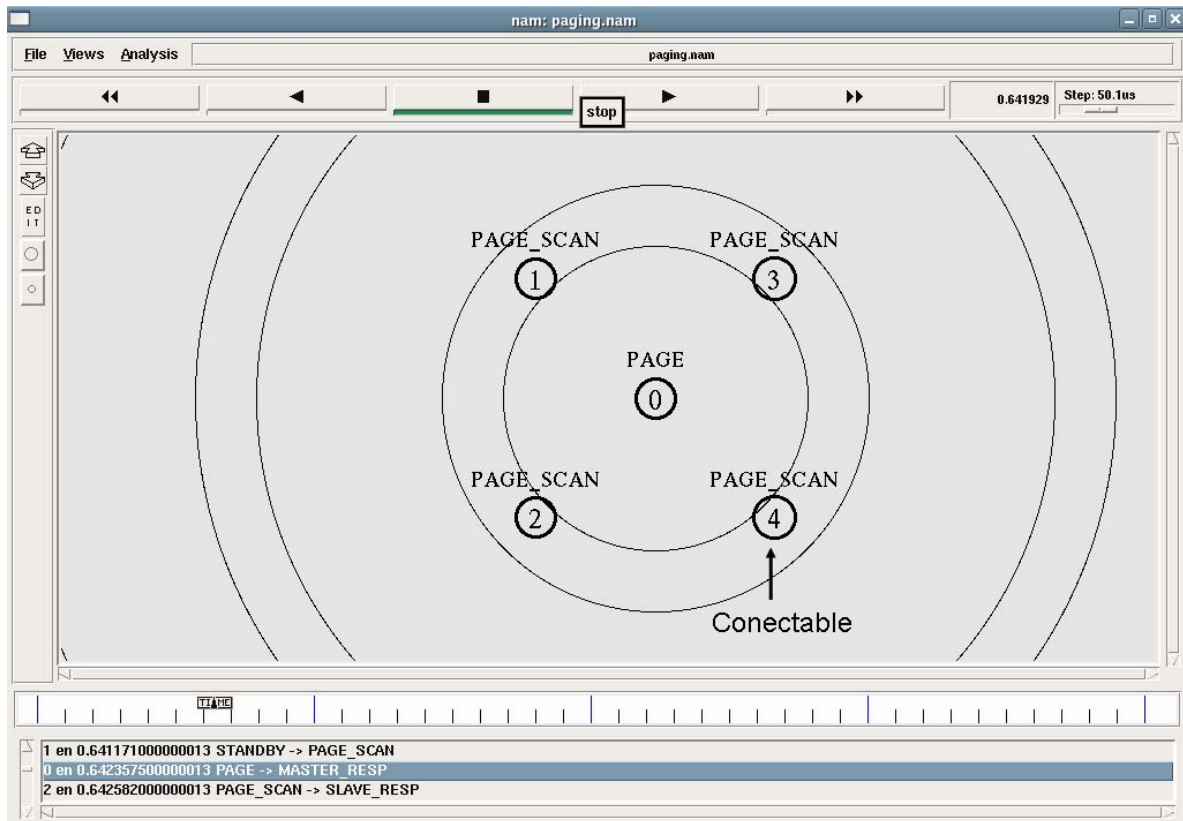 nam: paging.nam
File Views Analysis paging.nam
0.641929 Step: 50.1us
stop
ED
IT
PAGE_SCAN PAGE_SCAN
1 3
PAGE
0
PAGE_SCAN PAGE_SCAN
2 4
Conectable
TIME
1 en 0.641171000000013 STANDBY -> PAGE_SCAN
0 en 0.642357500000013 PAGE -> MASTER_RESP
2 en 0.642582000000013 PAGE_SCAN -> SLAVE_RESP